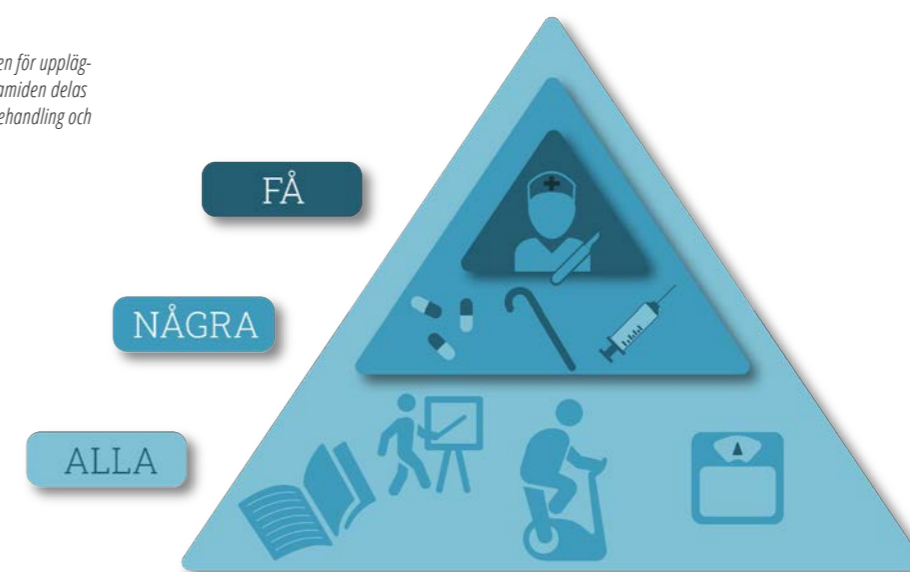 en för uppläg-
amiden delas
ehandling och
FÅ
NÅGRA
ALLA